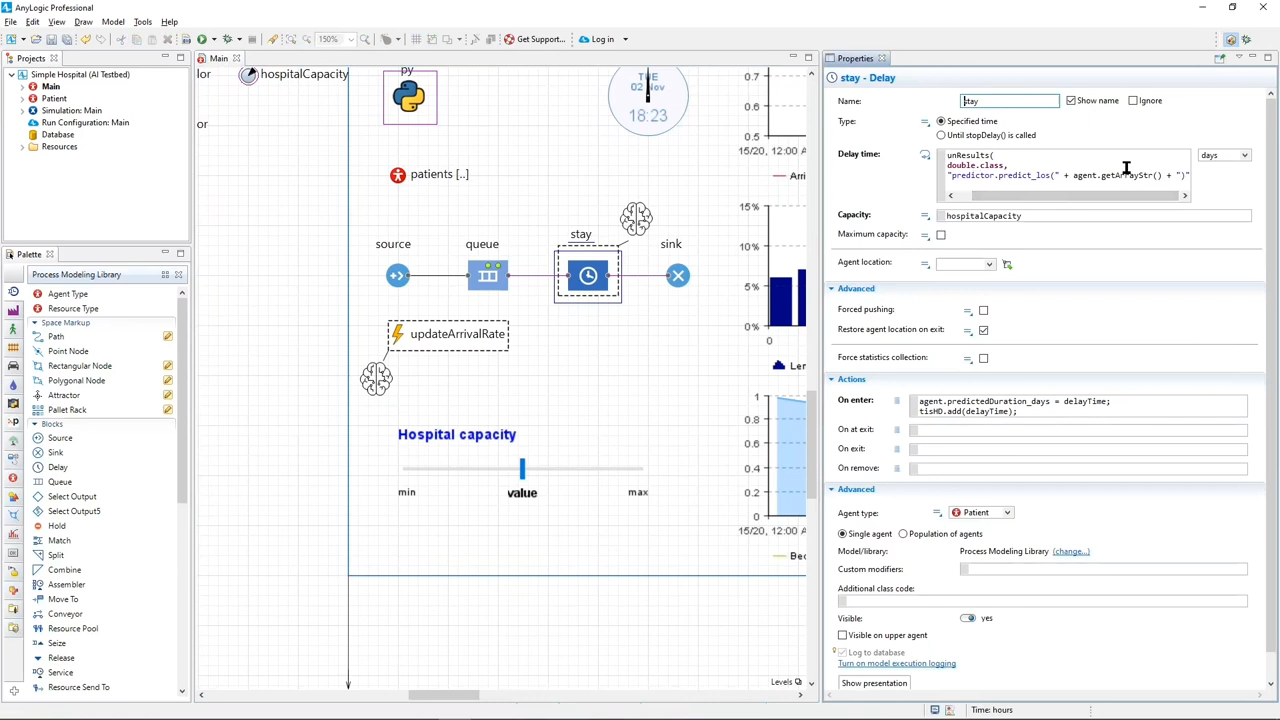 AnyLogic Professional
File Edit View Draw Model Tools Help
150%
Get Support...
Log in
Projects
Simple Hospital (AI Testbed)
Main
Patient
Simulation: Main
Run Configuration: Main
Database
Resources
Palette
Process Modeling Library
Agent Type
Resource Type
Space Markup
Path
Point Node
Rectangular Node
Polygonal Node
Attractor
Pallet Rack
Blocks
Source
Sink
Delay
Queue
Select Output
Select Output5
Hold
Match
Split
Combine
Assembler
Move To
Conveyor
Resource Pool
Seize
Release
Service
Resource Send To
Main
lor
hospitalCapacity
or
py
TUE
02 Nov
18:23
patients [..]
source
queue
stay
sink
updateArrivalRate
Hospital capacity
min
value
max
0.7
0.6
0.5
15/20, 12:00 A
Arri
15%
10%
5%
0%
0
Ler
1
0.8
0.6
0.4
0.2
0
15/20, 12:00 A
Bec
Levels
Properties
stay - Delay
Name: stay Show name Ignore
Type: Specified time
Until stopDelay() is called
Delay time: unResults(
double.class,
"predictor.predict_los(" + agent.getArrayStr() + ")"
days
Capacity: hospitalCapacity
Maximum capacity:
Agent location:
Advanced
Forced pushing:
Restore agent location on exit:
Force statistics collection:
Actions
On enter: agent.predictedDuration_days = delayTime;
tisHD.add(delayTime);
On at exit:
On exit:
On remove:
Advanced
Agent type: Patient
Single agent Population of agents
Model/library: Process Modeling Library (change...)
Custom modifiers:
Additional class code:
Visible: yes
Visible on upper agent
Log to database
Turn on model execution logging
Show presentation
Time: hours